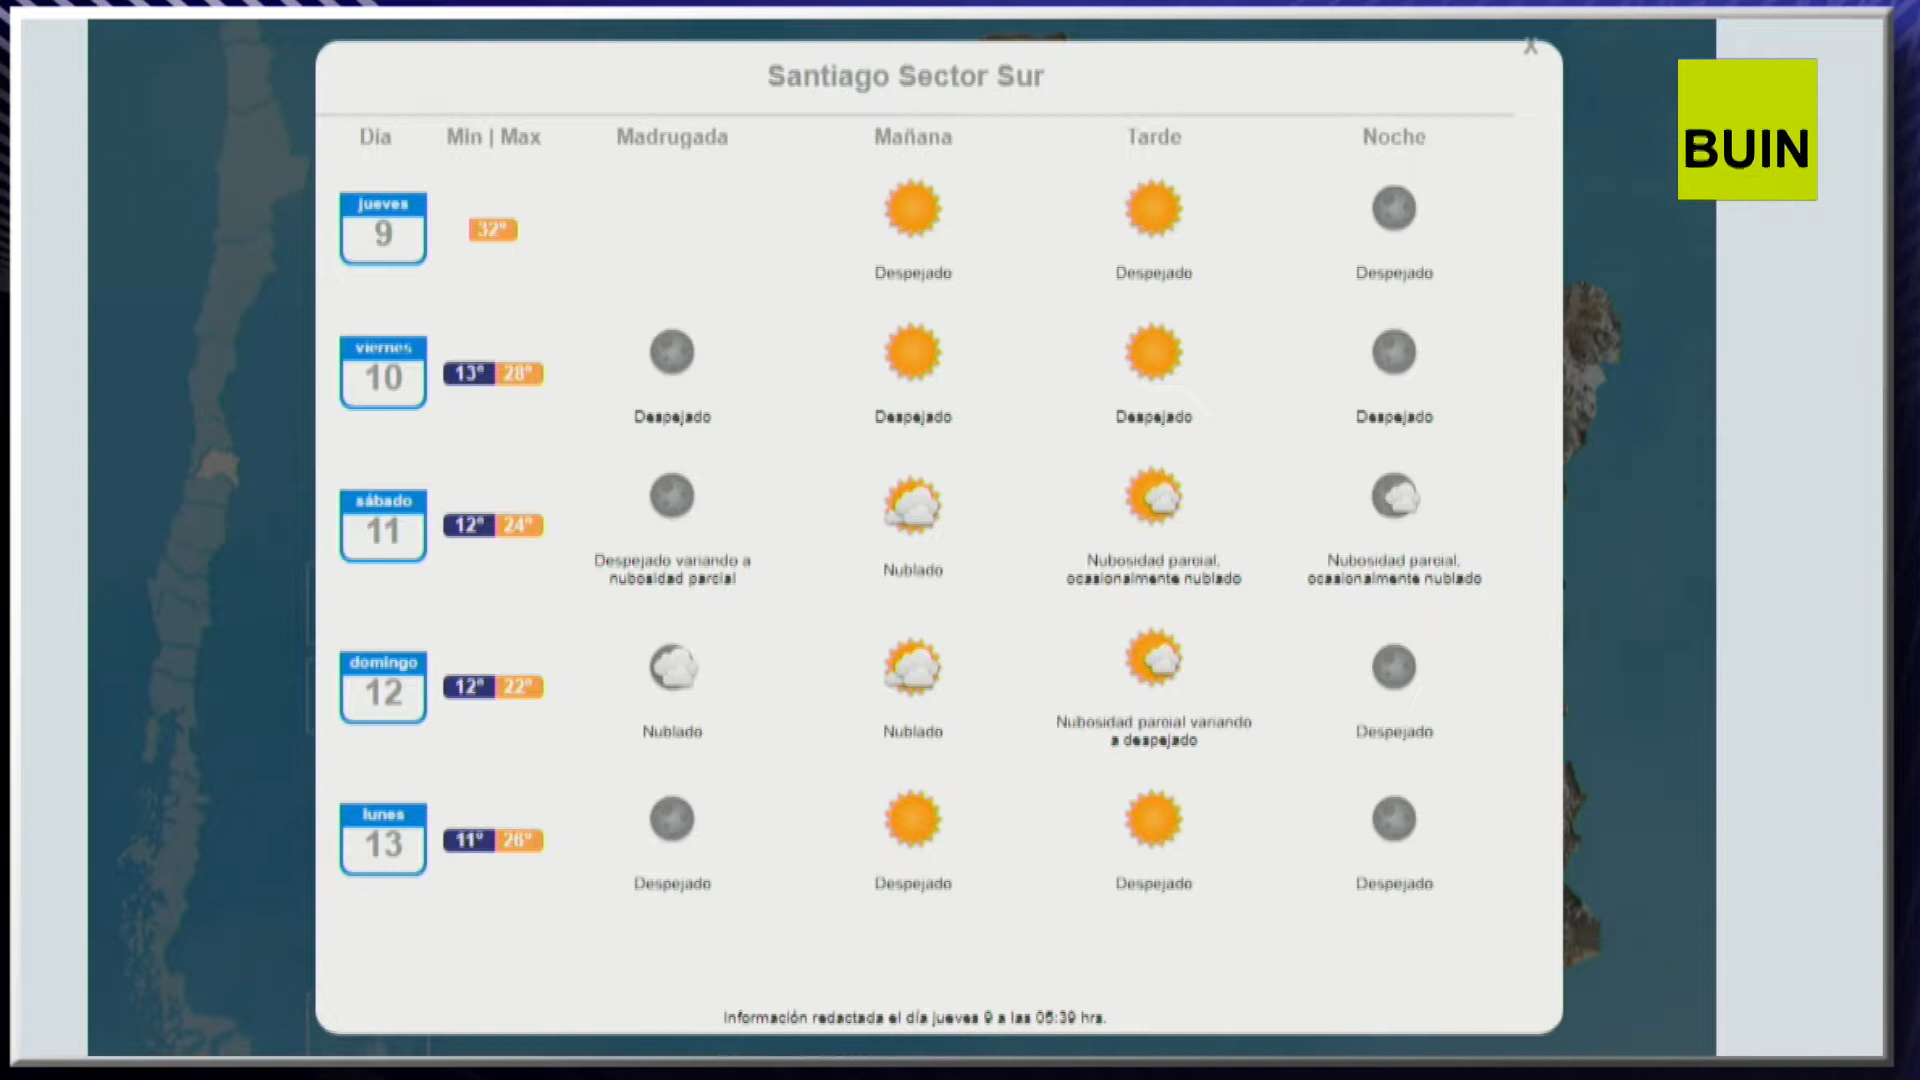 X
Santiago Sector Sur
BUIN
Día Min | Max Madrugada Mañana Tarde Noche
jueves
9
32°
Despejado Despejado Despejado
viernes
10
13° 28°
Despejado Despejado Despejado Despejado
sábado
11
12° 24°
Despejado variando a
nubosidad parcial
Nublado
Nubosidad parcial,
ocasionalmente nublado
Nubosidad parcial,
ocasionalmente nublado
domingo
12
12° 22°
Nublado
Nublado
Nubosidad parcial variando
a despejado
Despejado
lunes
13
11° 26°
Despejado Despejado Despejado Despejado
Información redactada el día jueves 9 a las 05:39 hrs.